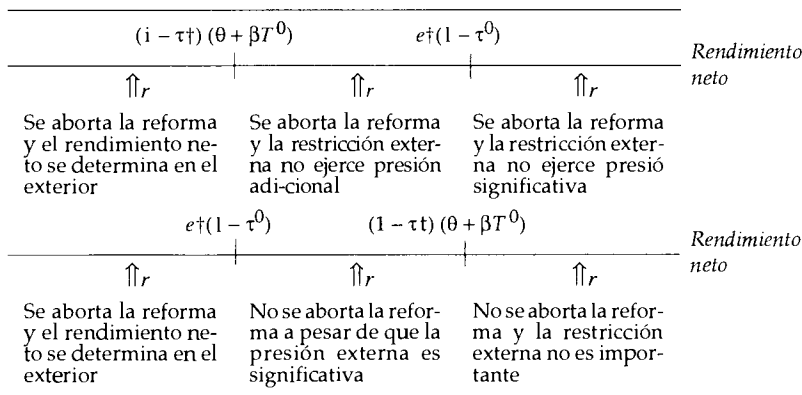 (i – τ†) (θ + βT⁰) e†(1 – τ⁰)
Rendimiento
neto
⇑r ⇑r ⇑r
Se aborta la reforma
y el rendimiento ne-
to se determina en el
exterior
Se aborta la reforma
y la restricción exter-
na no ejerce presión
adi-cional
Se aborta la reforma
y la restricción exter-
na no ejerce presió
significativa
e†(1 – τ⁰) (1 – τt) (θ + βT⁰)
Rendimiento
neto
⇑r ⇑r ⇑r
Se aborta la reforma
y el rendimiento ne-
to se determina en el
exterior
No se aborta la refor-
ma a pesar de que la
presión externa es
significativa
No se aborta la refor-
ma y la restricción
externa no es impor-
tante